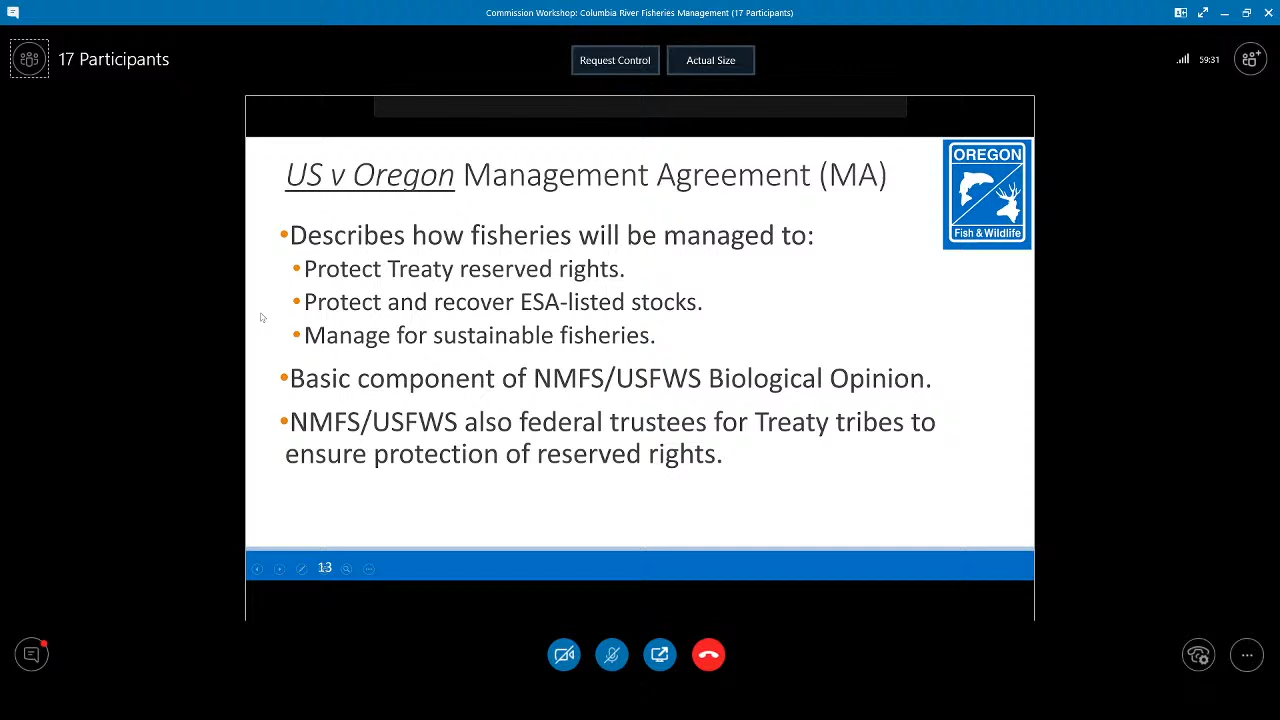 Commission Workshop: Columbia River Fisheries Management (17 Participants)
17 Participants
Request Control
Actual Size
59:31
US v Oregon Management Agreement (MA)
OREGON
Fish & Wildlife
•Describes how fisheries will be managed to:
•Protect Treaty reserved rights.
•Protect and recover ESA-listed stocks.
•Manage for sustainable fisheries.
•Basic component of NMFS/USFWS Biological Opinion.
•NMFS/USFWS also federal trustees for Treaty tribes to
ensure protection of reserved rights.
13